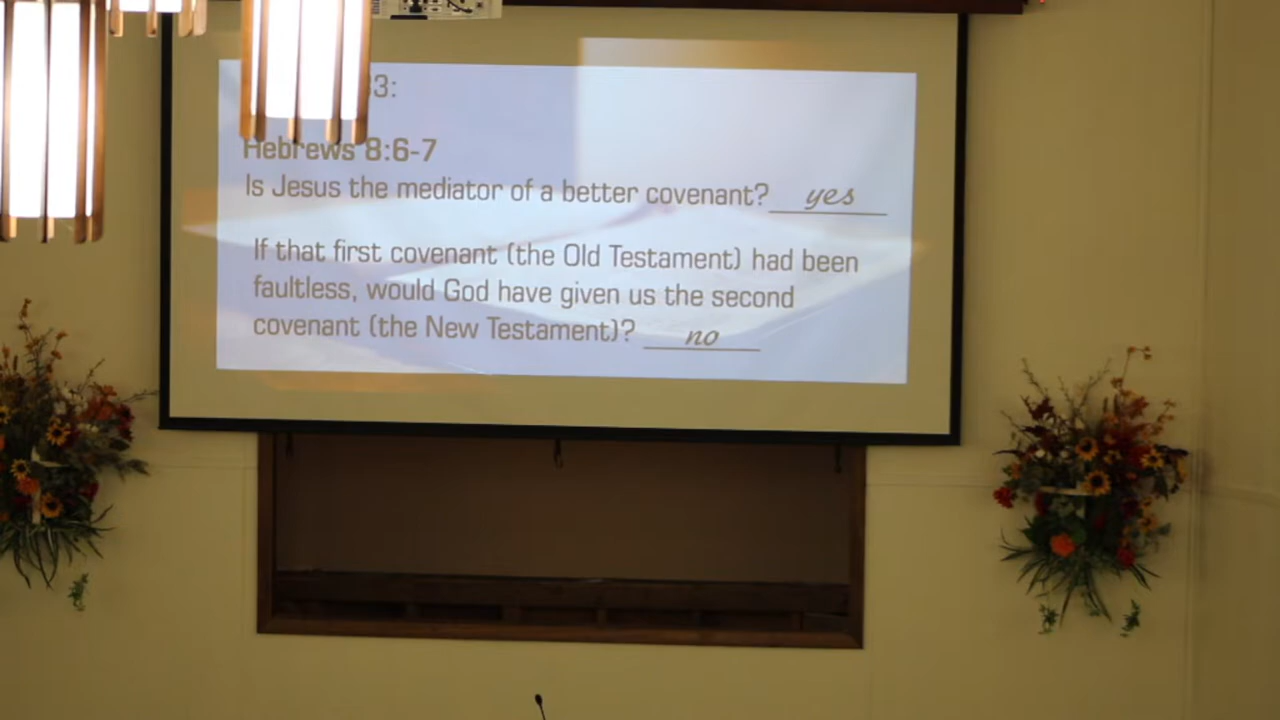 33:
Hebrews 8:6-7
Is Jesus the mediator of a better covenant? yes
If that first covenant (the Old Testament) had been
faultless, would God have given us the second
covenant (the New Testament)? no